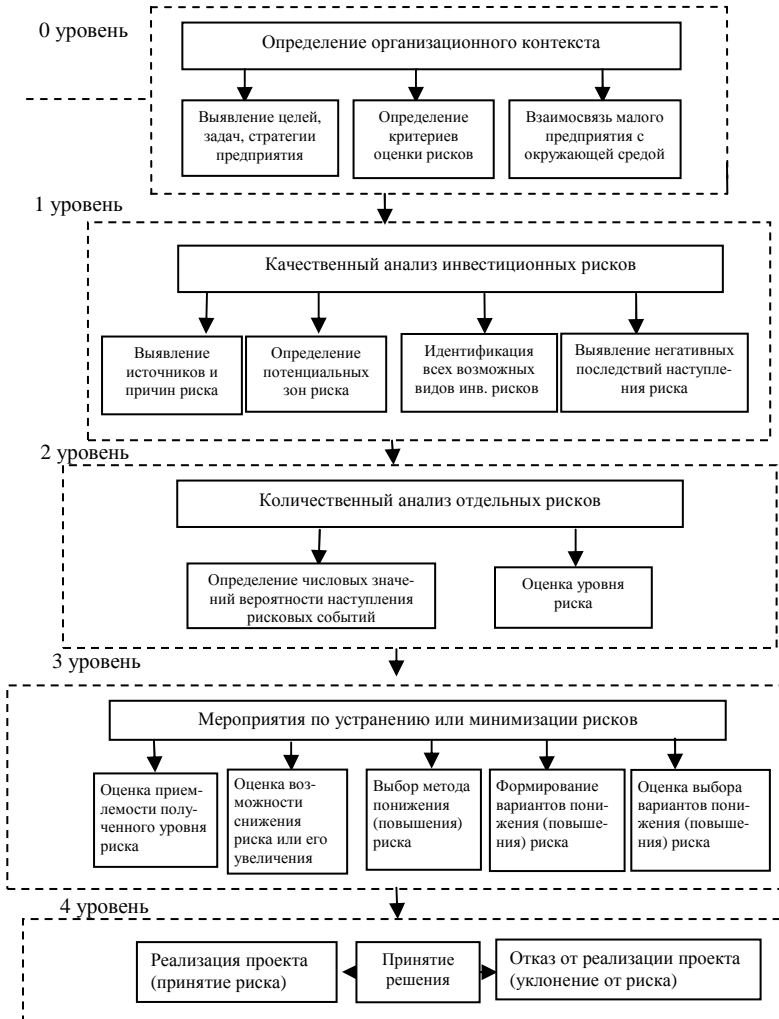 0 уровень
Определение организационного контекста
Выявление целей,
задач, стратегии
предприятия
Определение
критериев
оценки рисков
Взаимосвязь малого
предприятия с
окружающей средой
1 уровень
Качественный анализ инвестиционных рисков
Выявление
источников и
причин риска
Определение
потенциальных
зон риска
Идентификация
всех возможных
видов инв. рисков
Выявление негативных
последствий наступле-
ния риска
2 уровень
Количественный анализ отдельных рисков
Определение числовых значе-
ний вероятности наступления
рисковых событий
Оценка уровня
риска
3 уровень
Мероприятия по устранению или минимизации рисков
Оценка прием-
лемости полу-
ченного уровня
риска
Оценка воз-
можности
снижения
риска или его
увеличения
Выбор метода
понижения
(повышения)
риска
Формирование
вариантов пони-
жения (повыше-
ния) риска
Оценка выбора
вариантов пони-
жения (повыше-
ния) риска
4 уровень
Реализация проекта
(принятие риска)
Принятие
решения
Отказ от реализации проекта
(уклонение от риска)